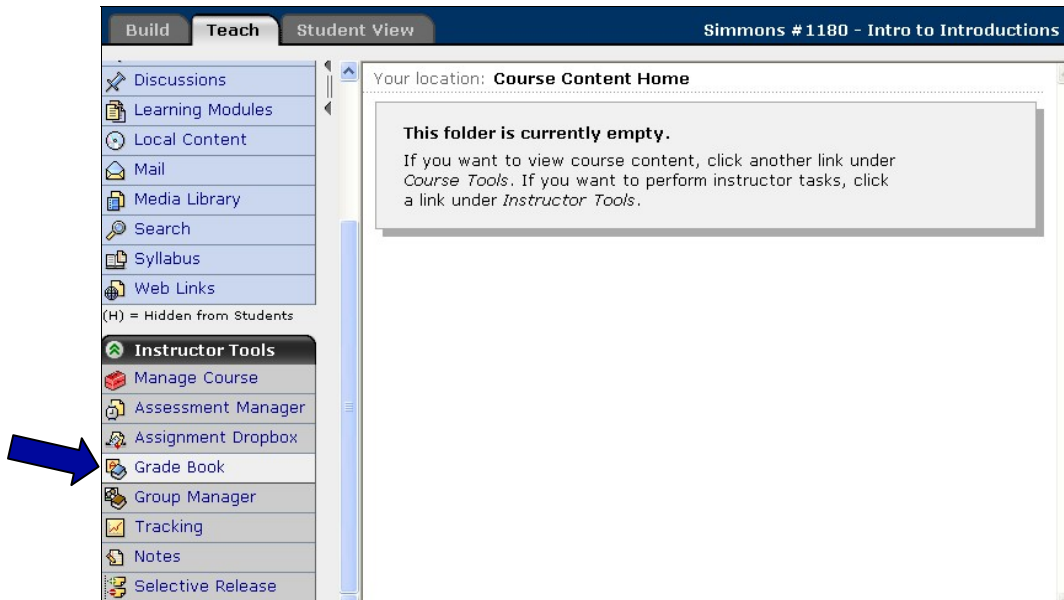 Build Teach Student View Simmons #1180 - Intro to Introductions
Discussions
Learning Modules
Local Content
Mail
Media Library
Search
Syllabus
Web Links
(H) = Hidden from Students
Instructor Tools
Manage Course
Assessment Manager
Assignment Dropbox
Grade Book
Group Manager
Tracking
Notes
Selective Release
Your location: Course Content Home
This folder is currently empty.
If you want to view course content, click another link under
Course Tools. If you want to perform instructor tasks, click
a link under Instructor Tools.